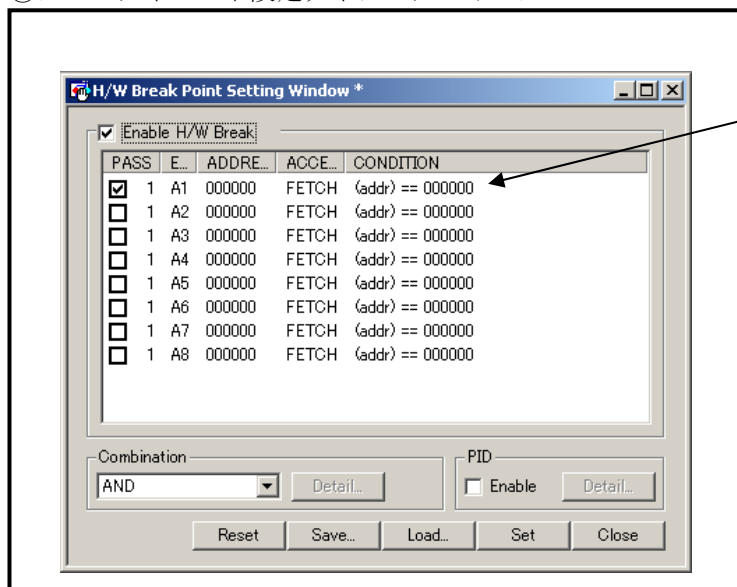 H/W Break Point Setting Window *
Enable H/W Break
PASS E... ADDRE... ACCE... CONDITION
1 A1 000000 FETCH (addr) == 000000
1 A2 000000 FETCH (addr) == 000000
1 A3 000000 FETCH (addr) == 000000
1 A4 000000 FETCH (addr) == 000000
1 A5 000000 FETCH (addr) == 000000
1 A6 000000 FETCH (addr) == 000000
1 A7 000000 FETCH (addr) == 000000
1 A8 000000 FETCH (addr) == 000000
Combination
PID
AND Detail... Enable Detail...
Reset Save... Load... Set Close